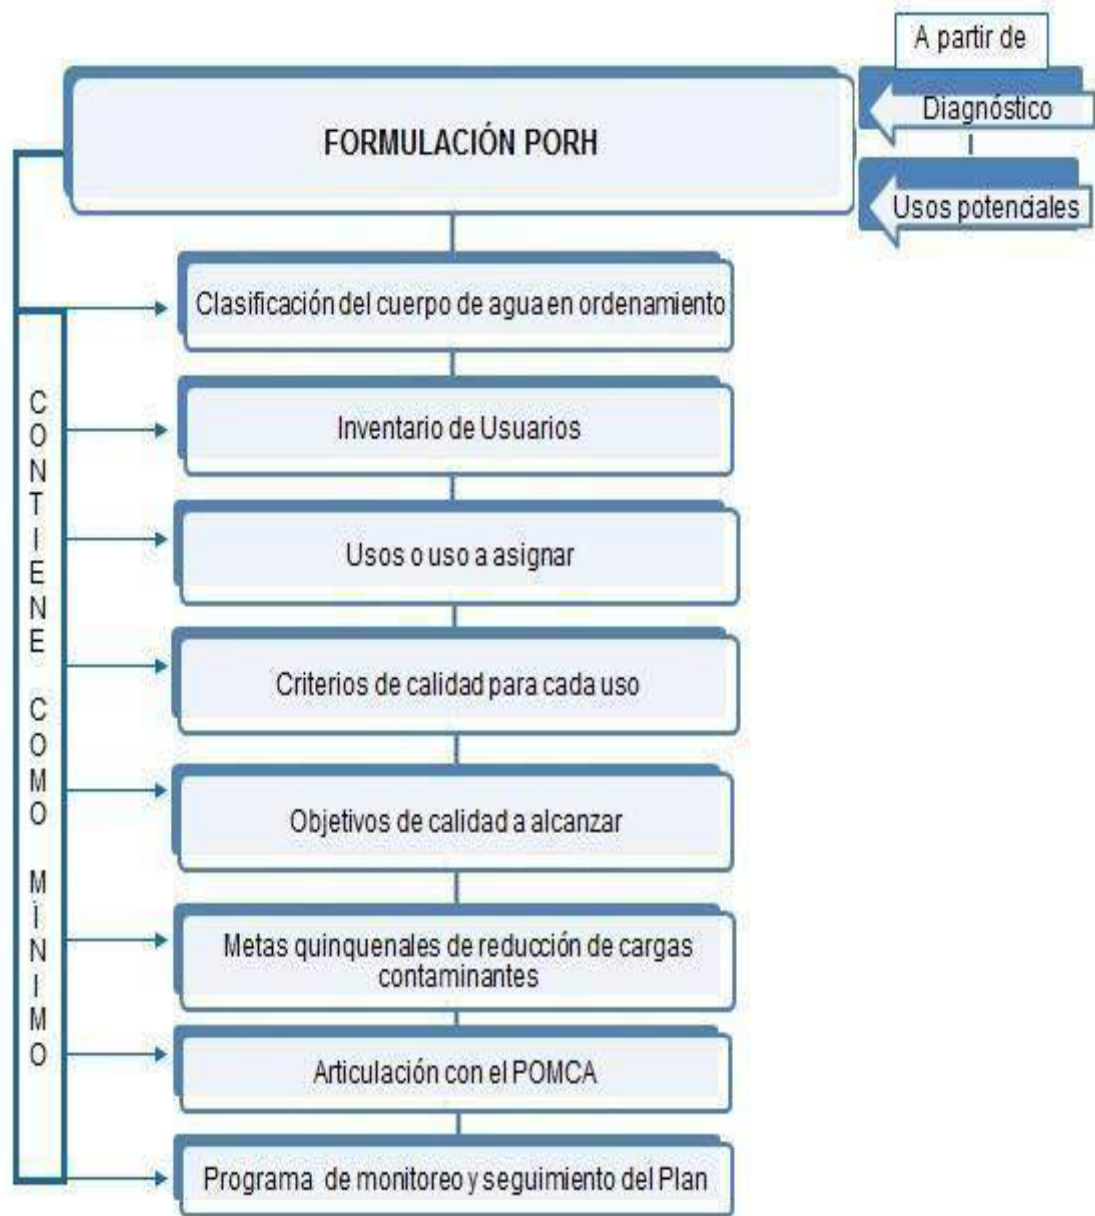 A partir de
FORMULACIÓN PORH
Diagnóstico
Usos potenciales
CONTIENE COMO MÌNIMO
Clasificación del cuerpo de agua en ordenamiento
Inventario de Usuarios
Usos o uso a asignar
Criterios de calidad para cada uso
Objetivos de calidad a alcanzar
Metas quinquenales de reducción de cargas
contaminantes
Articulación con el POMCA
Programa de monitoreo y seguimiento del Plan